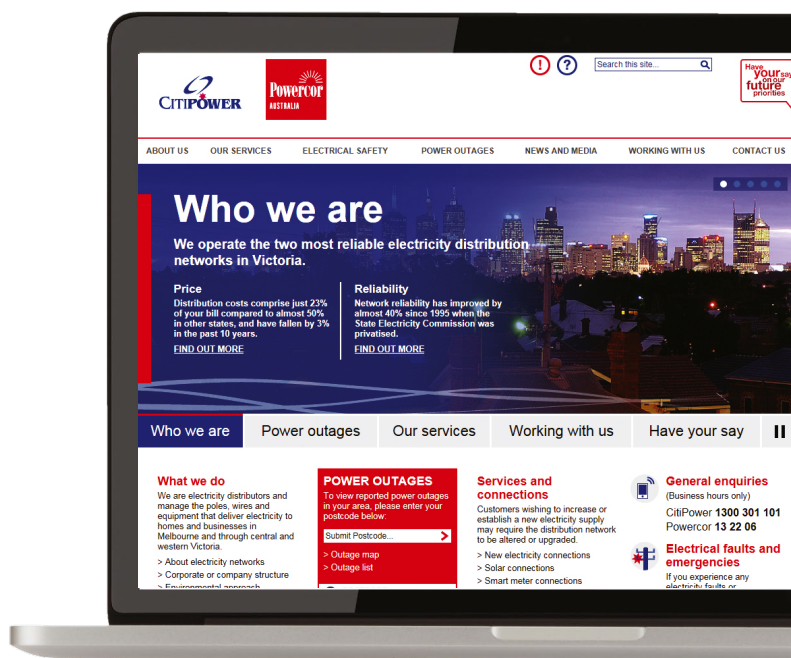 CITIPOWER
Powercor
AUSTRALIA
!
?
Search this site...
Have
your say
on our
future
priorities
ABOUT US
OUR SERVICES
ELECTRICAL SAFETY
POWER OUTAGES
NEWS AND MEDIA
WORKING WITH US
CONTACT US
Who we are
We operate the two most reliable electricity distribution
networks in Victoria.
Price
Distribution costs comprise just 23%
of your bill compared to almost 50%
in other states, and have fallen by 3%
in the past 10 years.
FIND OUT MORE
Reliability
Network reliability has improved by
almost 40% since 1995 when the
State Electricity Commission was
privatised.
FIND OUT MORE
Who we are
Power outages
Our services
Working with us
Have your say
What we do
We are electricity distributors and
manage the poles, wires and
equipment that deliver electricity to
homes and businesses in
Melbourne and through central and
western Victoria.
> About electricity networks
> Corporate or company structure
> Environmental approach
POWER OUTAGES
To view reported power outages
in your area, please enter your
postcode below:
Submit Postcode...
> Outage map
> Outage list
Services and
connections
Customers wishing to increase or
establish a new electricity supply
may require the distribution network
to be altered or upgraded.
> New electricity connections
> Solar connections
> Smart meter connections
General enquiries
(Business hours only)
CitiPower 1300 301 101
Powercor 13 22 06
Electrical faults and
emergencies
If you experience any
electricity faults or